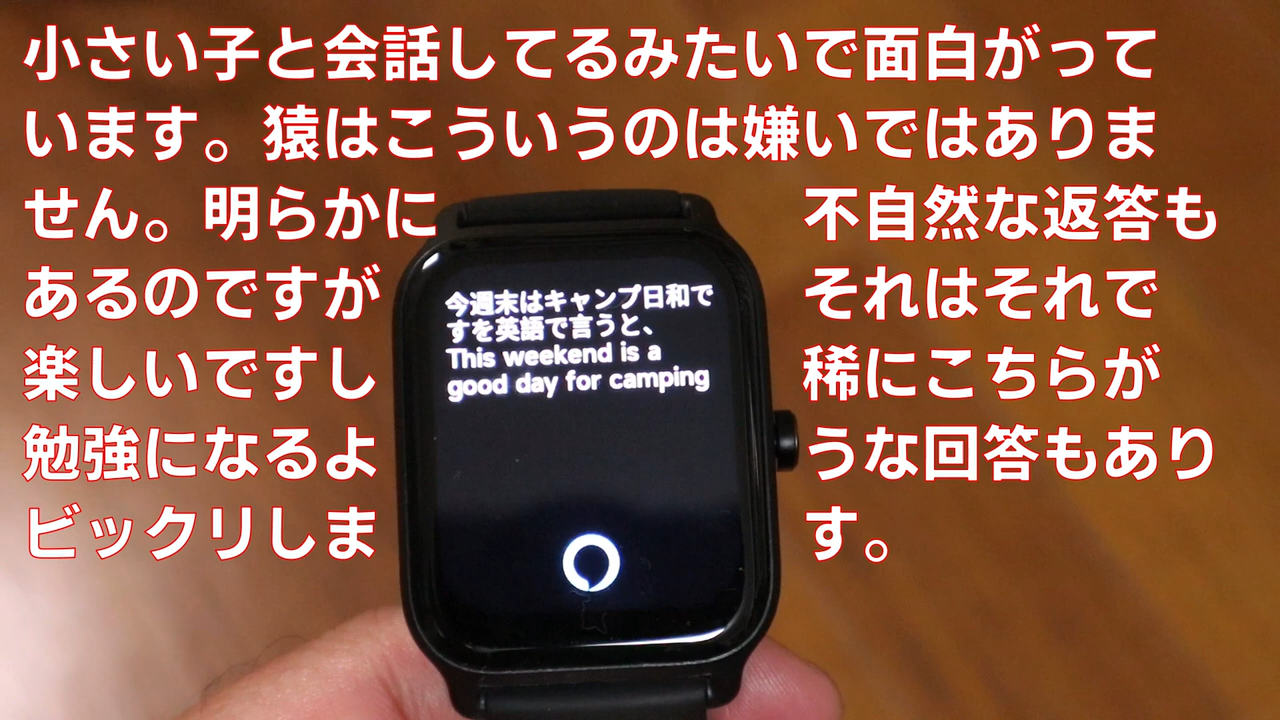 小さい子と会話してるみたいで面白がって
います。猿はこういうのは嫌いではありま
せん。明らかに 不自然な返答も
あるのですが それはそれで
楽しいですし 稀にこちらが
勉強になるよ うな回答もあり
ビックリしま す。
今週末はキャンプ日和で
すを英語で言うと、
This weekend is a
good day for camping